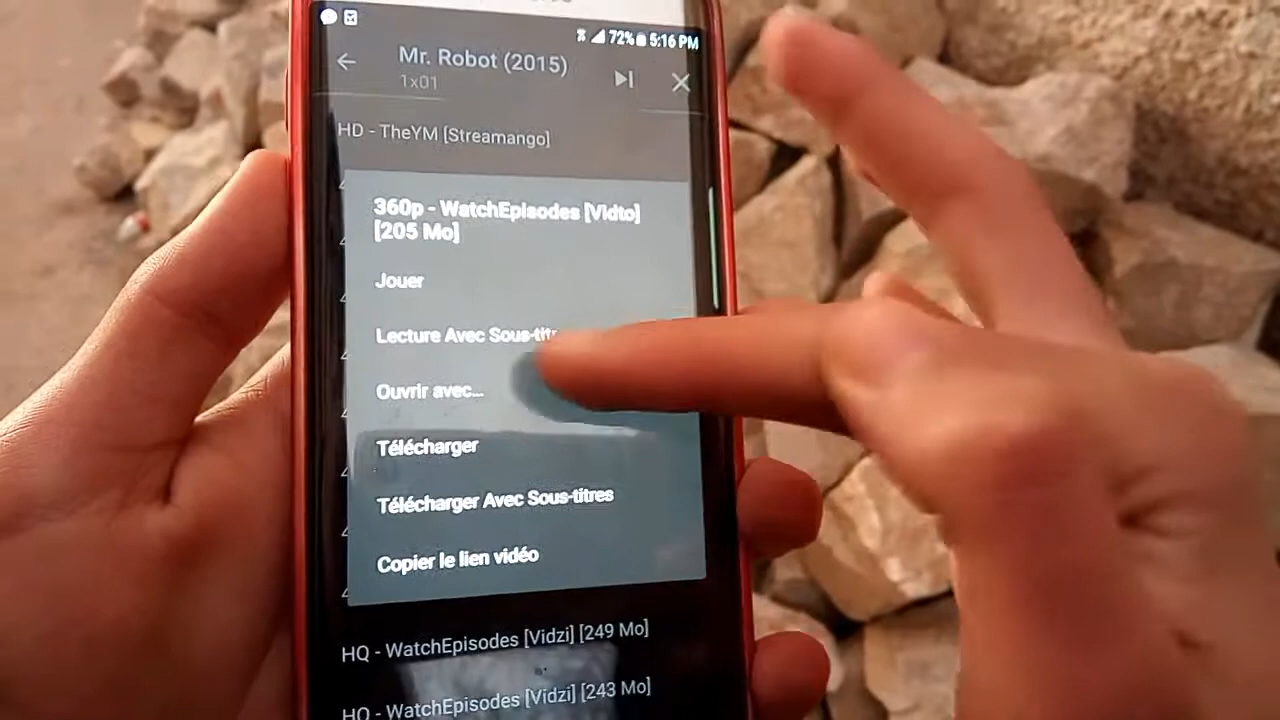 72% 5:16 PM
Mr. Robot (2015)
1x01
HD - TheYM [Streamango]
360p - WatchEpisodes [Vidto]
[205 Mo]
Jouer
Lecture Avec Sous-titr
Ouvrir avec...
Télécharger
Télécharger Avec Sous-titres
Copier le lien vidéo
HQ - WatchEpisodes [Vidzi] [249 Mo]
HQ - WatchEpisodes [Vidzi] [243 Mo]